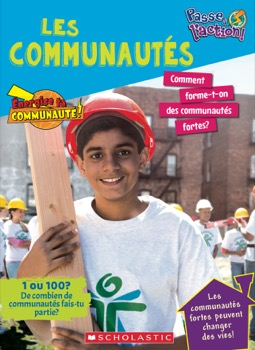 LES
COMMUNAUTÉS
Passe à
l'action!
Énergise ta
COMMUNAUTÉ!
Comment
forme-t-on
des communautés
fortes?
1 ou 100?
De combien de
communautés fais-tu
partie?
Les
communautés
fortes peuvent
changer
des vies!
SCHOLASTIC